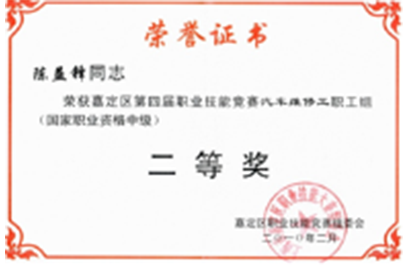 荣誉证书
陈益锋同志
荣获嘉定区第四届职业技能竞赛汽车维修工职工组
（国家职业资格中级）
二等奖
嘉定区职业技能竞赛组委会
二〇一〇年二月